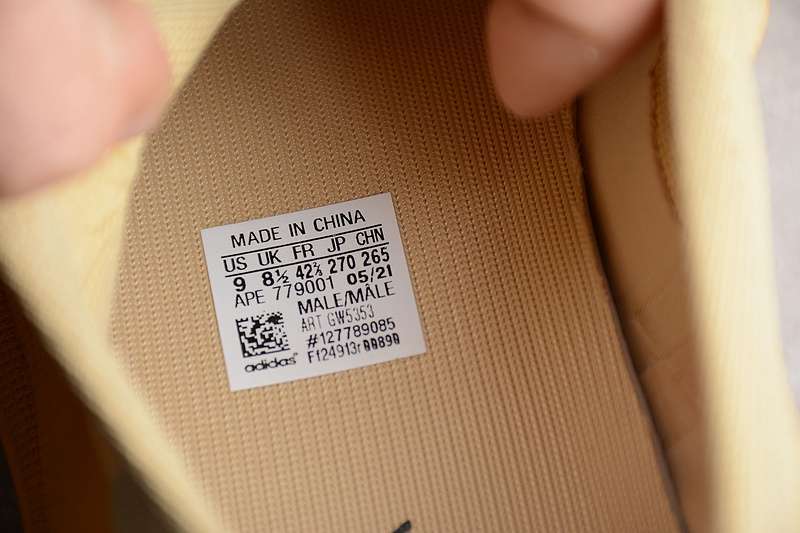 MADE IN CHINA
US UK FR JP CHN
9 8½ 42⅔ 270 265
APE 779001 05/21
MALE/MÂLE
ART GW5353
#127789085
adidas